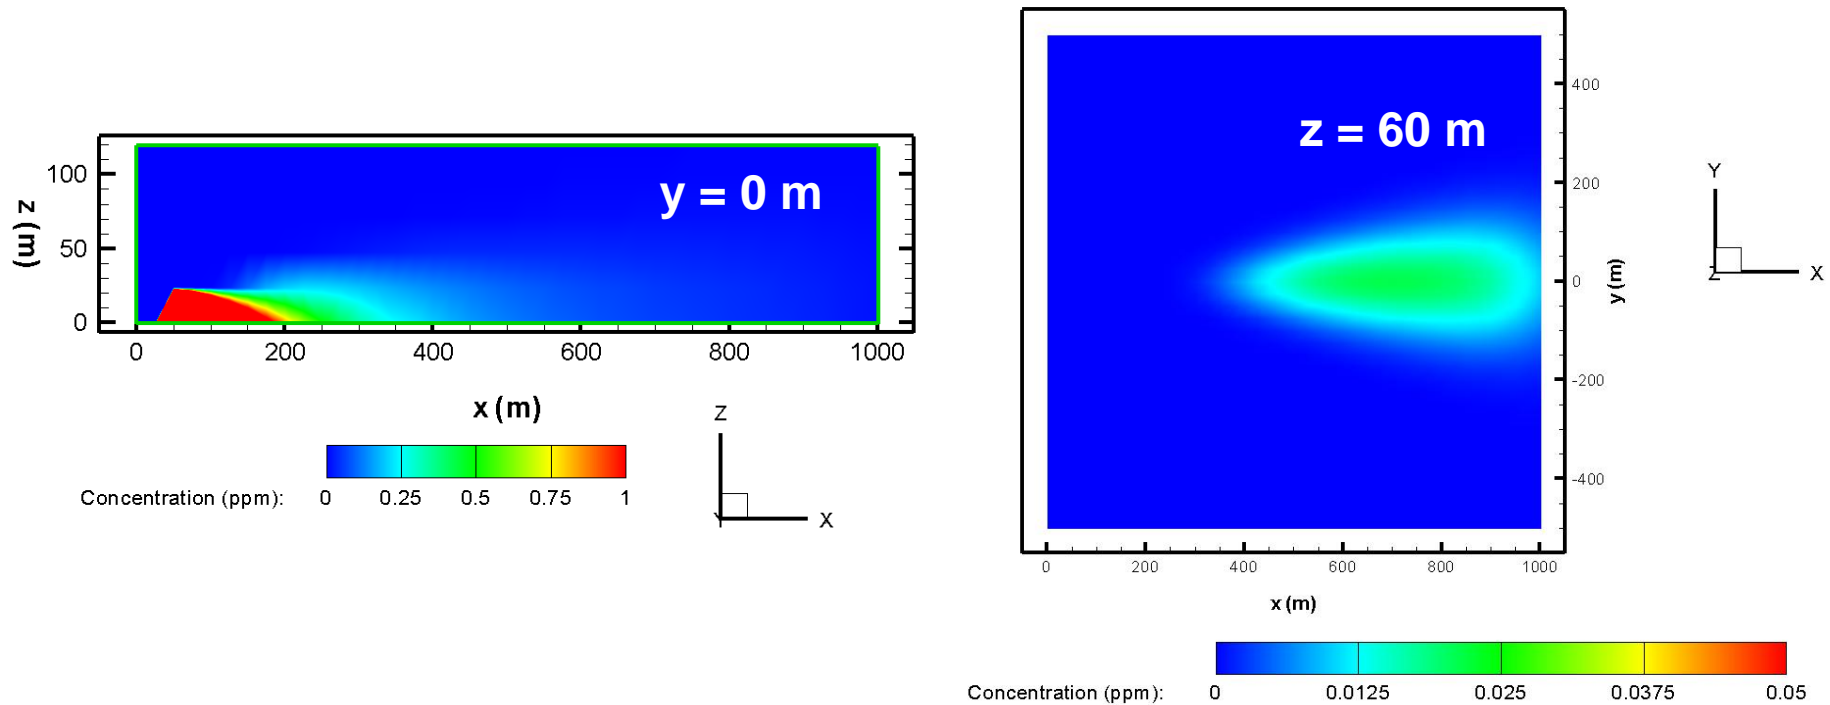 y = 0 m
100
50
0
z (m)
0 200 400 600 800 1000
x (m)
Z
Y X
Concentration (ppm): 0 0.25 0.5 0.75 1
z = 60 m
400
200
0
-200
-400
y (m)
0 200 400 600 800 1000
x (m)
Y
Z X
Concentration (ppm): 0 0.0125 0.025 0.0375 0.05